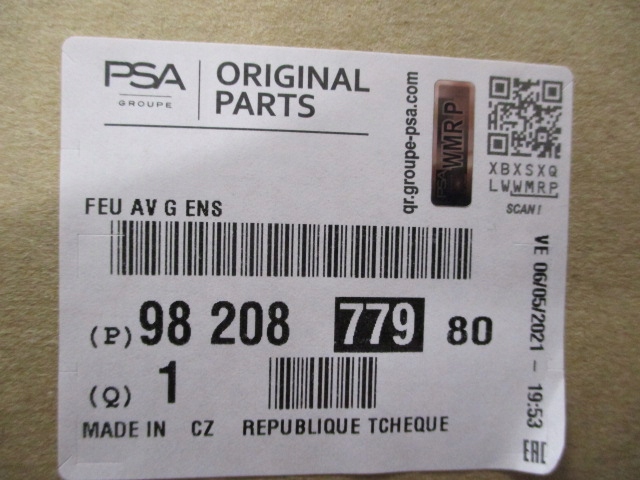 PSA
GROUPE
ORIGINAL
PARTS
qr.groupe-psa.com
PSA WMRP
XBXSXQ
LWWMRP
SCAN !
FEU AV G ENS
(P) 98 208 779 80
(Q) 1
MADE IN CZ REPUBLIQUE TCHEQUE
VE 06/05/2021 - 19:53
EAC